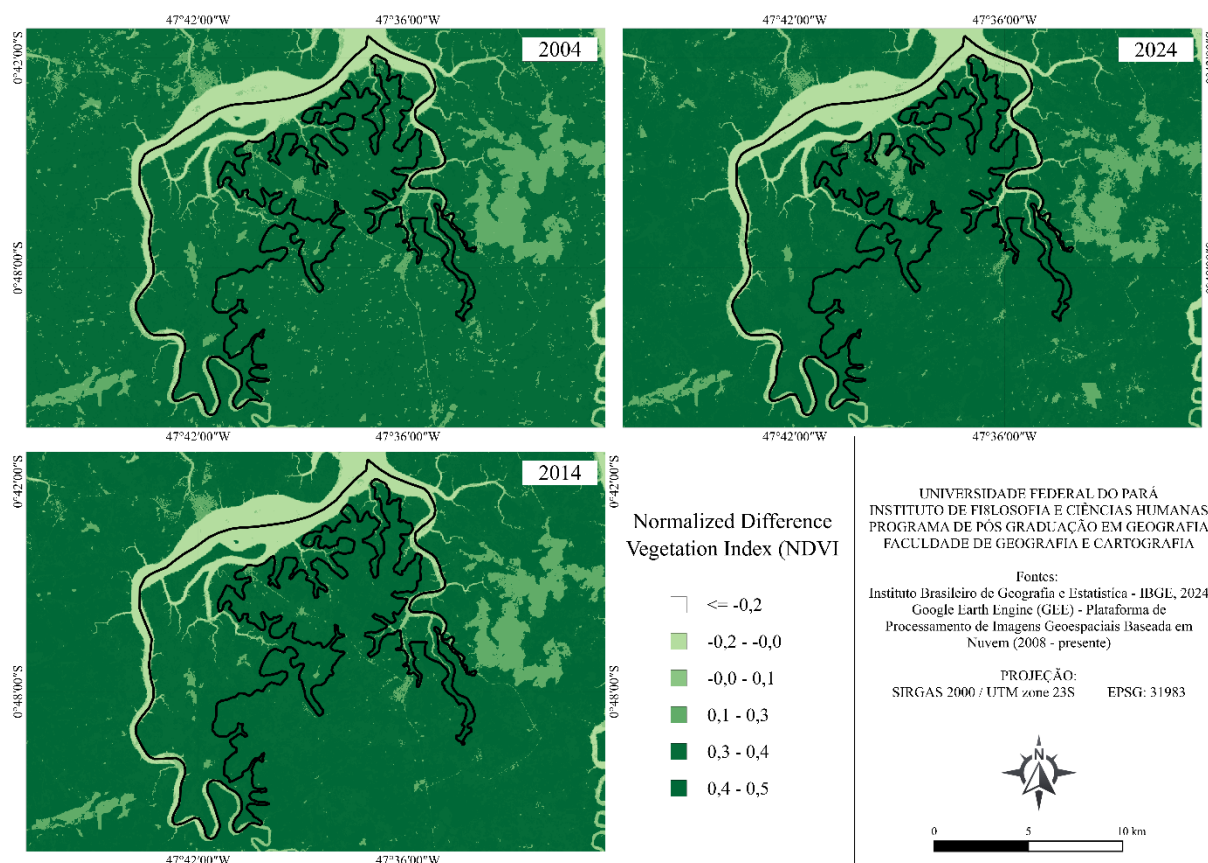 47°42'00"W
47°36'00"W
0°42'00"S
0°48'00"S
2004
47°42'00"W
47°36'00"W
47°42'00"W
47°36'00"W
2024
47°42'00"W
47°36'00"W
0°42'00"S
0°48'00"S
2014
0°42'00"S
0°48'00"S
47°42'00"W
47°36'00"W
Normalized Difference
Vegetation Index (NDVI
<= -0,2
-0,2 - -0,0
-0,0 - 0,1
0,1 - 0,3
0,3 - 0,4
0,4 - 0,5
UNIVERSIDADE FEDERAL DO PARÁ
INSTITUTO DE FI8LOSOFIA E CIÊNCIAS HUMANAS
PROGRAMA DE PÓS GRADUAÇÃO EM GEOGRAFIA
FACULDADE DE GEOGRAFIA E CARTOGRAFIA
Fontes:
Instituto Brasileiro de Geografia e Estatistica - IBGE, 2024
Google Earth Engine (GEE) - Plataforma de
Processamento de Imagens Geoespaciais Baseada em
Nuvem (2008 - presente)
PROJEÇÃO:
SIRGAS 2000 / UTM zone 23S EPSG: 31983
N
0 5 10 km